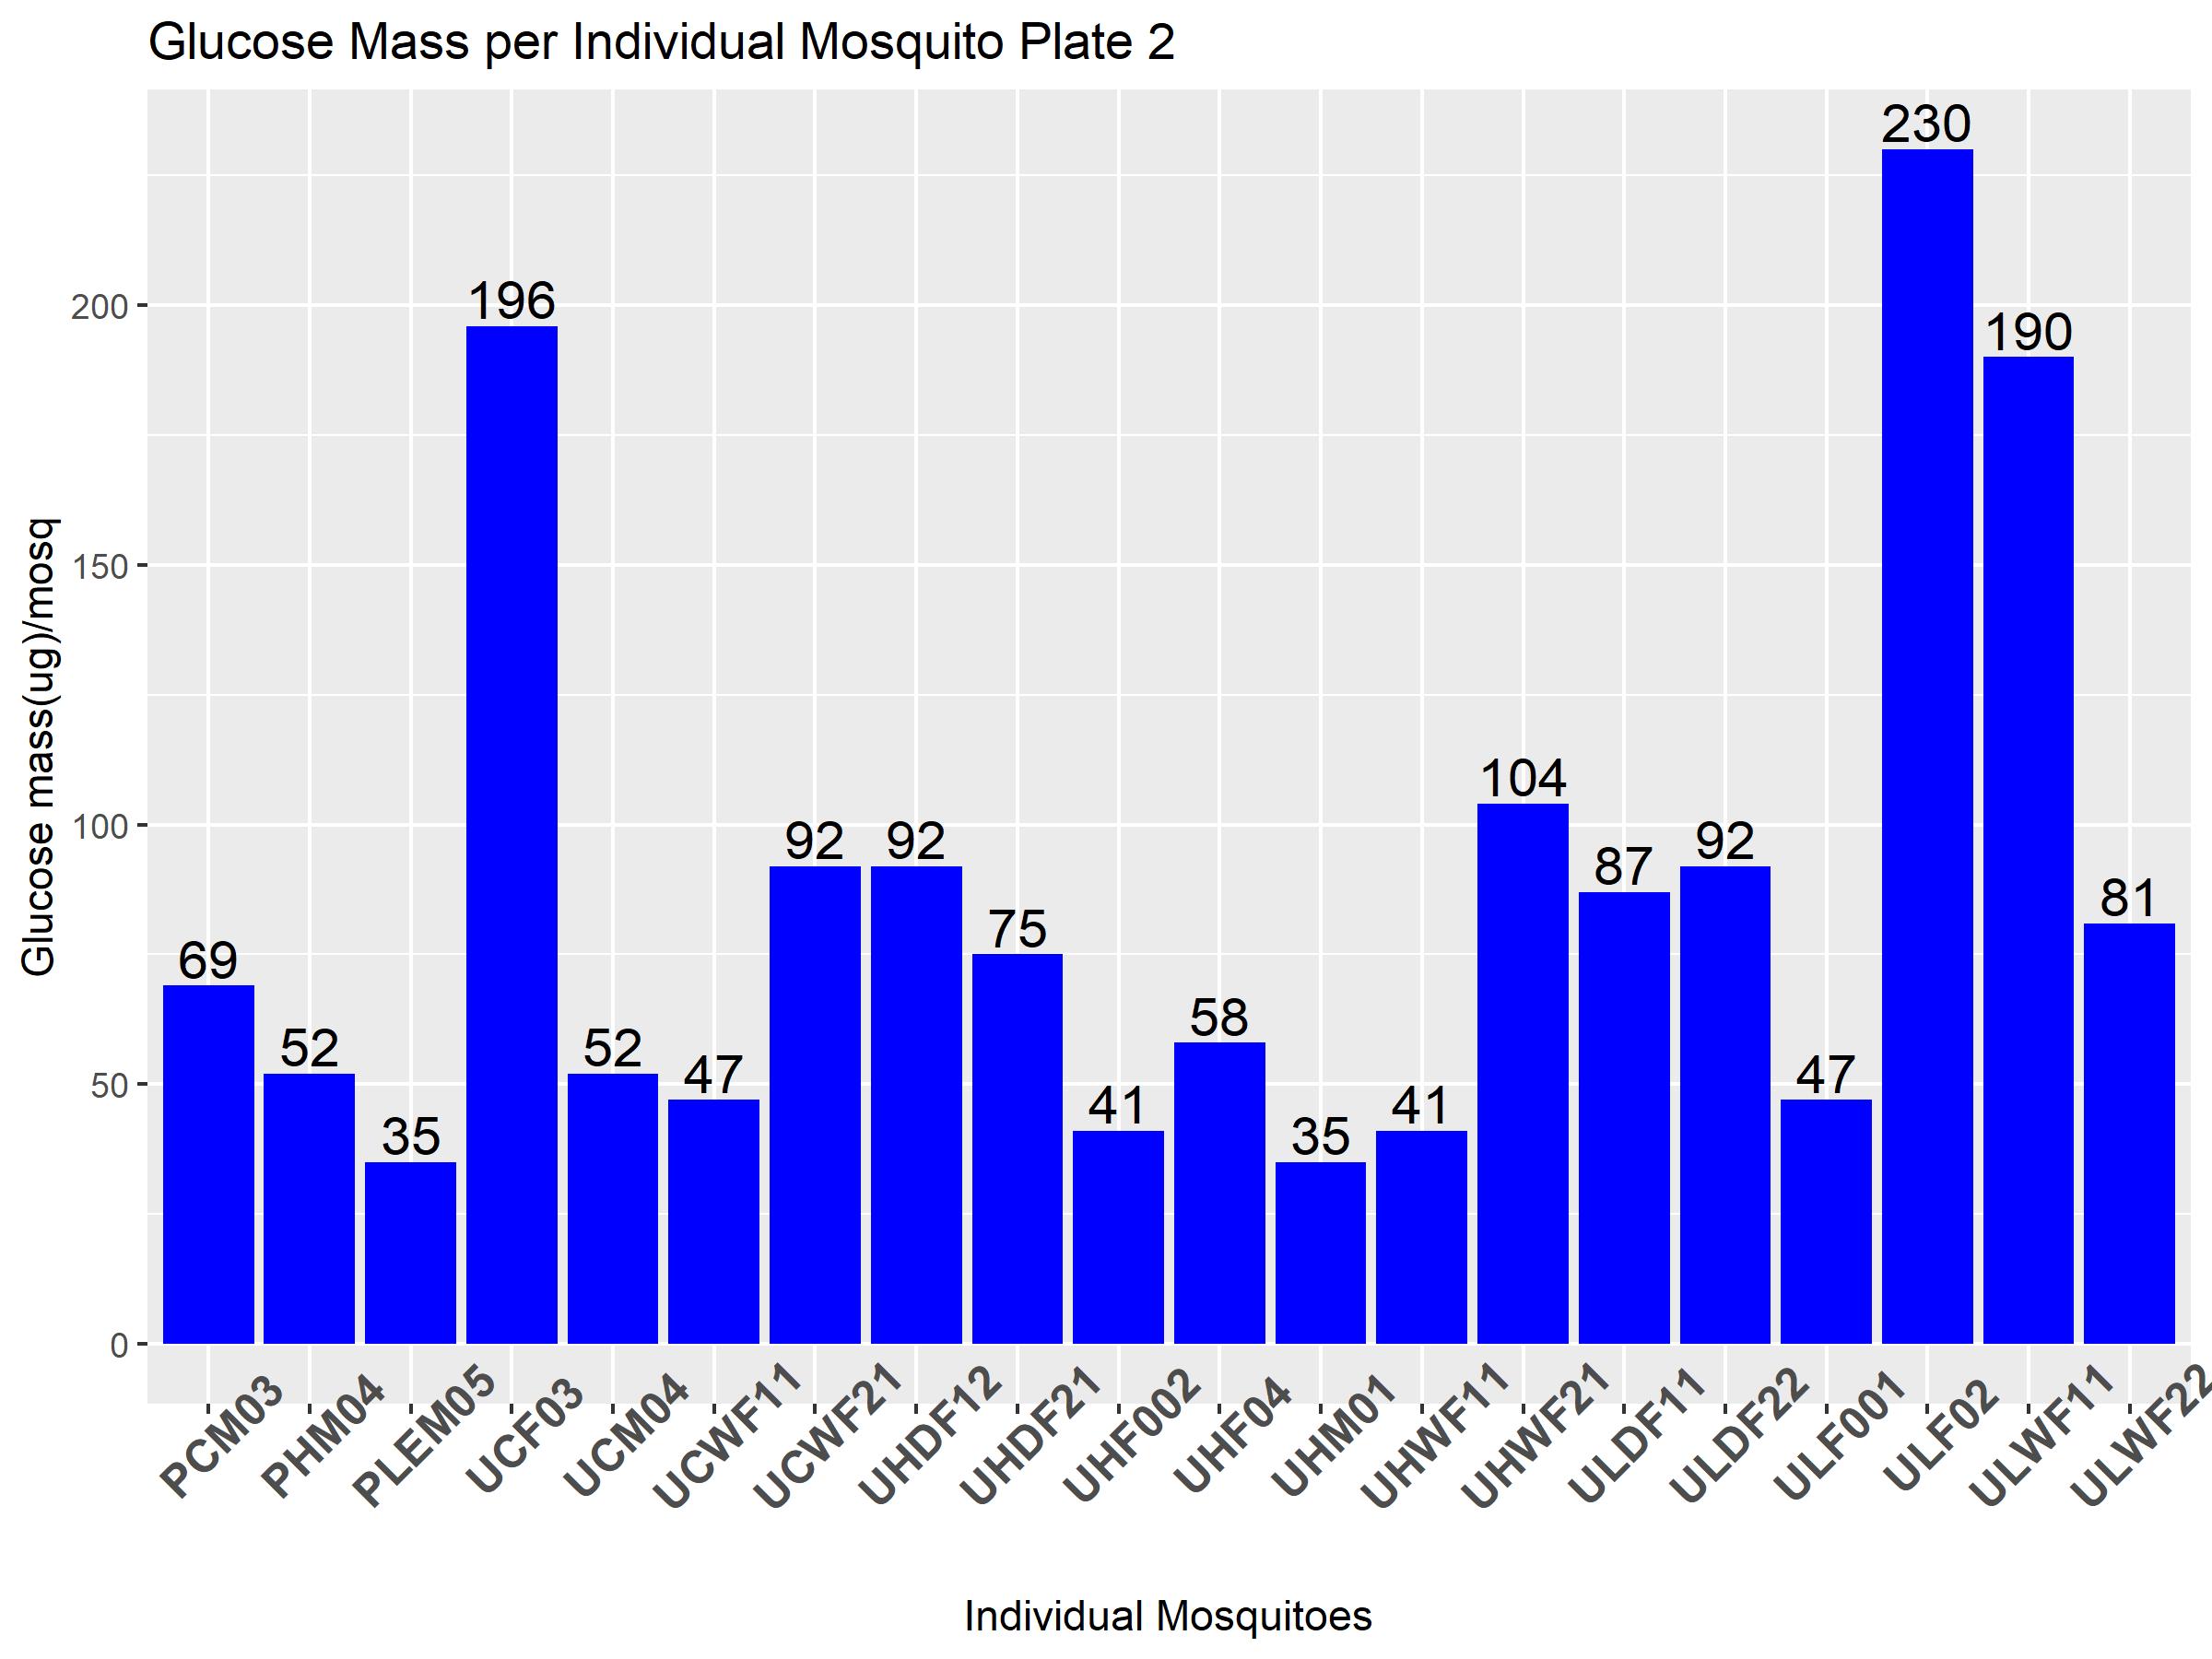 Glucose Mass per Individual Mosquito Plate 2
Glucose mass(ug)/mosq
200
150
100
50
0
69
52
35
196
52
47
92
92
75
41
58
35
41
104
87
92
47
230
190
81
PCM03
PHM04
PLEM05
UCF03
UCM04
UCWF11
UCWF21
UHDF12
UHDF21
UHF002
UHF04
UHM01
UHWF11
UHWF21
ULDF11
ULDF22
ULF001
ULF02
ULWF11
ULWF22
Individual Mosquitoes